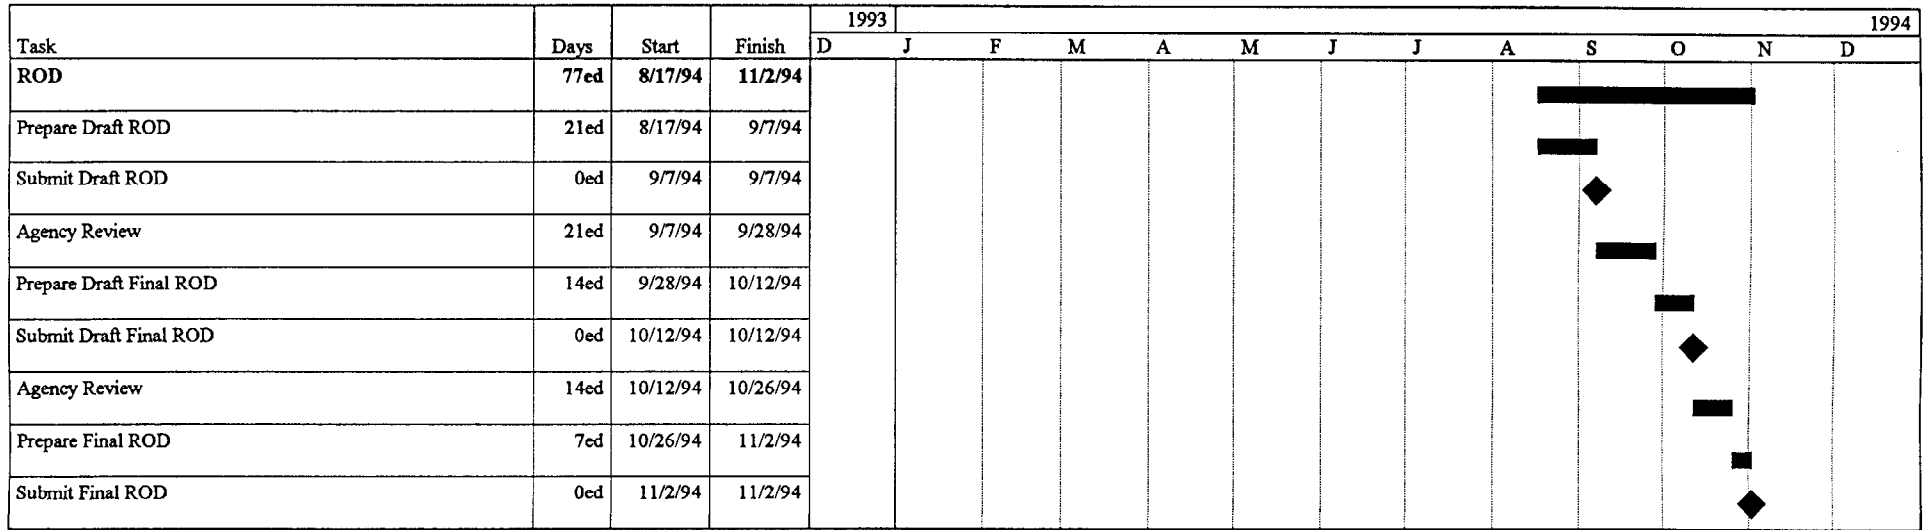 1993 1994
Task Days Start Finish D J F M A M J J A S O N D
ROD 77ed 8/17/94 11/2/94
Prepare Draft ROD 21ed 8/17/94 9/7/94
Submit Draft ROD 0ed 9/7/94 9/7/94
Agency Review 21ed 9/7/94 9/28/94
Prepare Draft Final ROD 14ed 9/28/94 10/12/94
Submit Draft Final ROD 0ed 10/12/94 10/12/94
Agency Review 14ed 10/12/94 10/26/94
Prepare Final ROD 7ed 10/26/94 11/2/94
Submit Final ROD 0ed 11/2/94 11/2/94